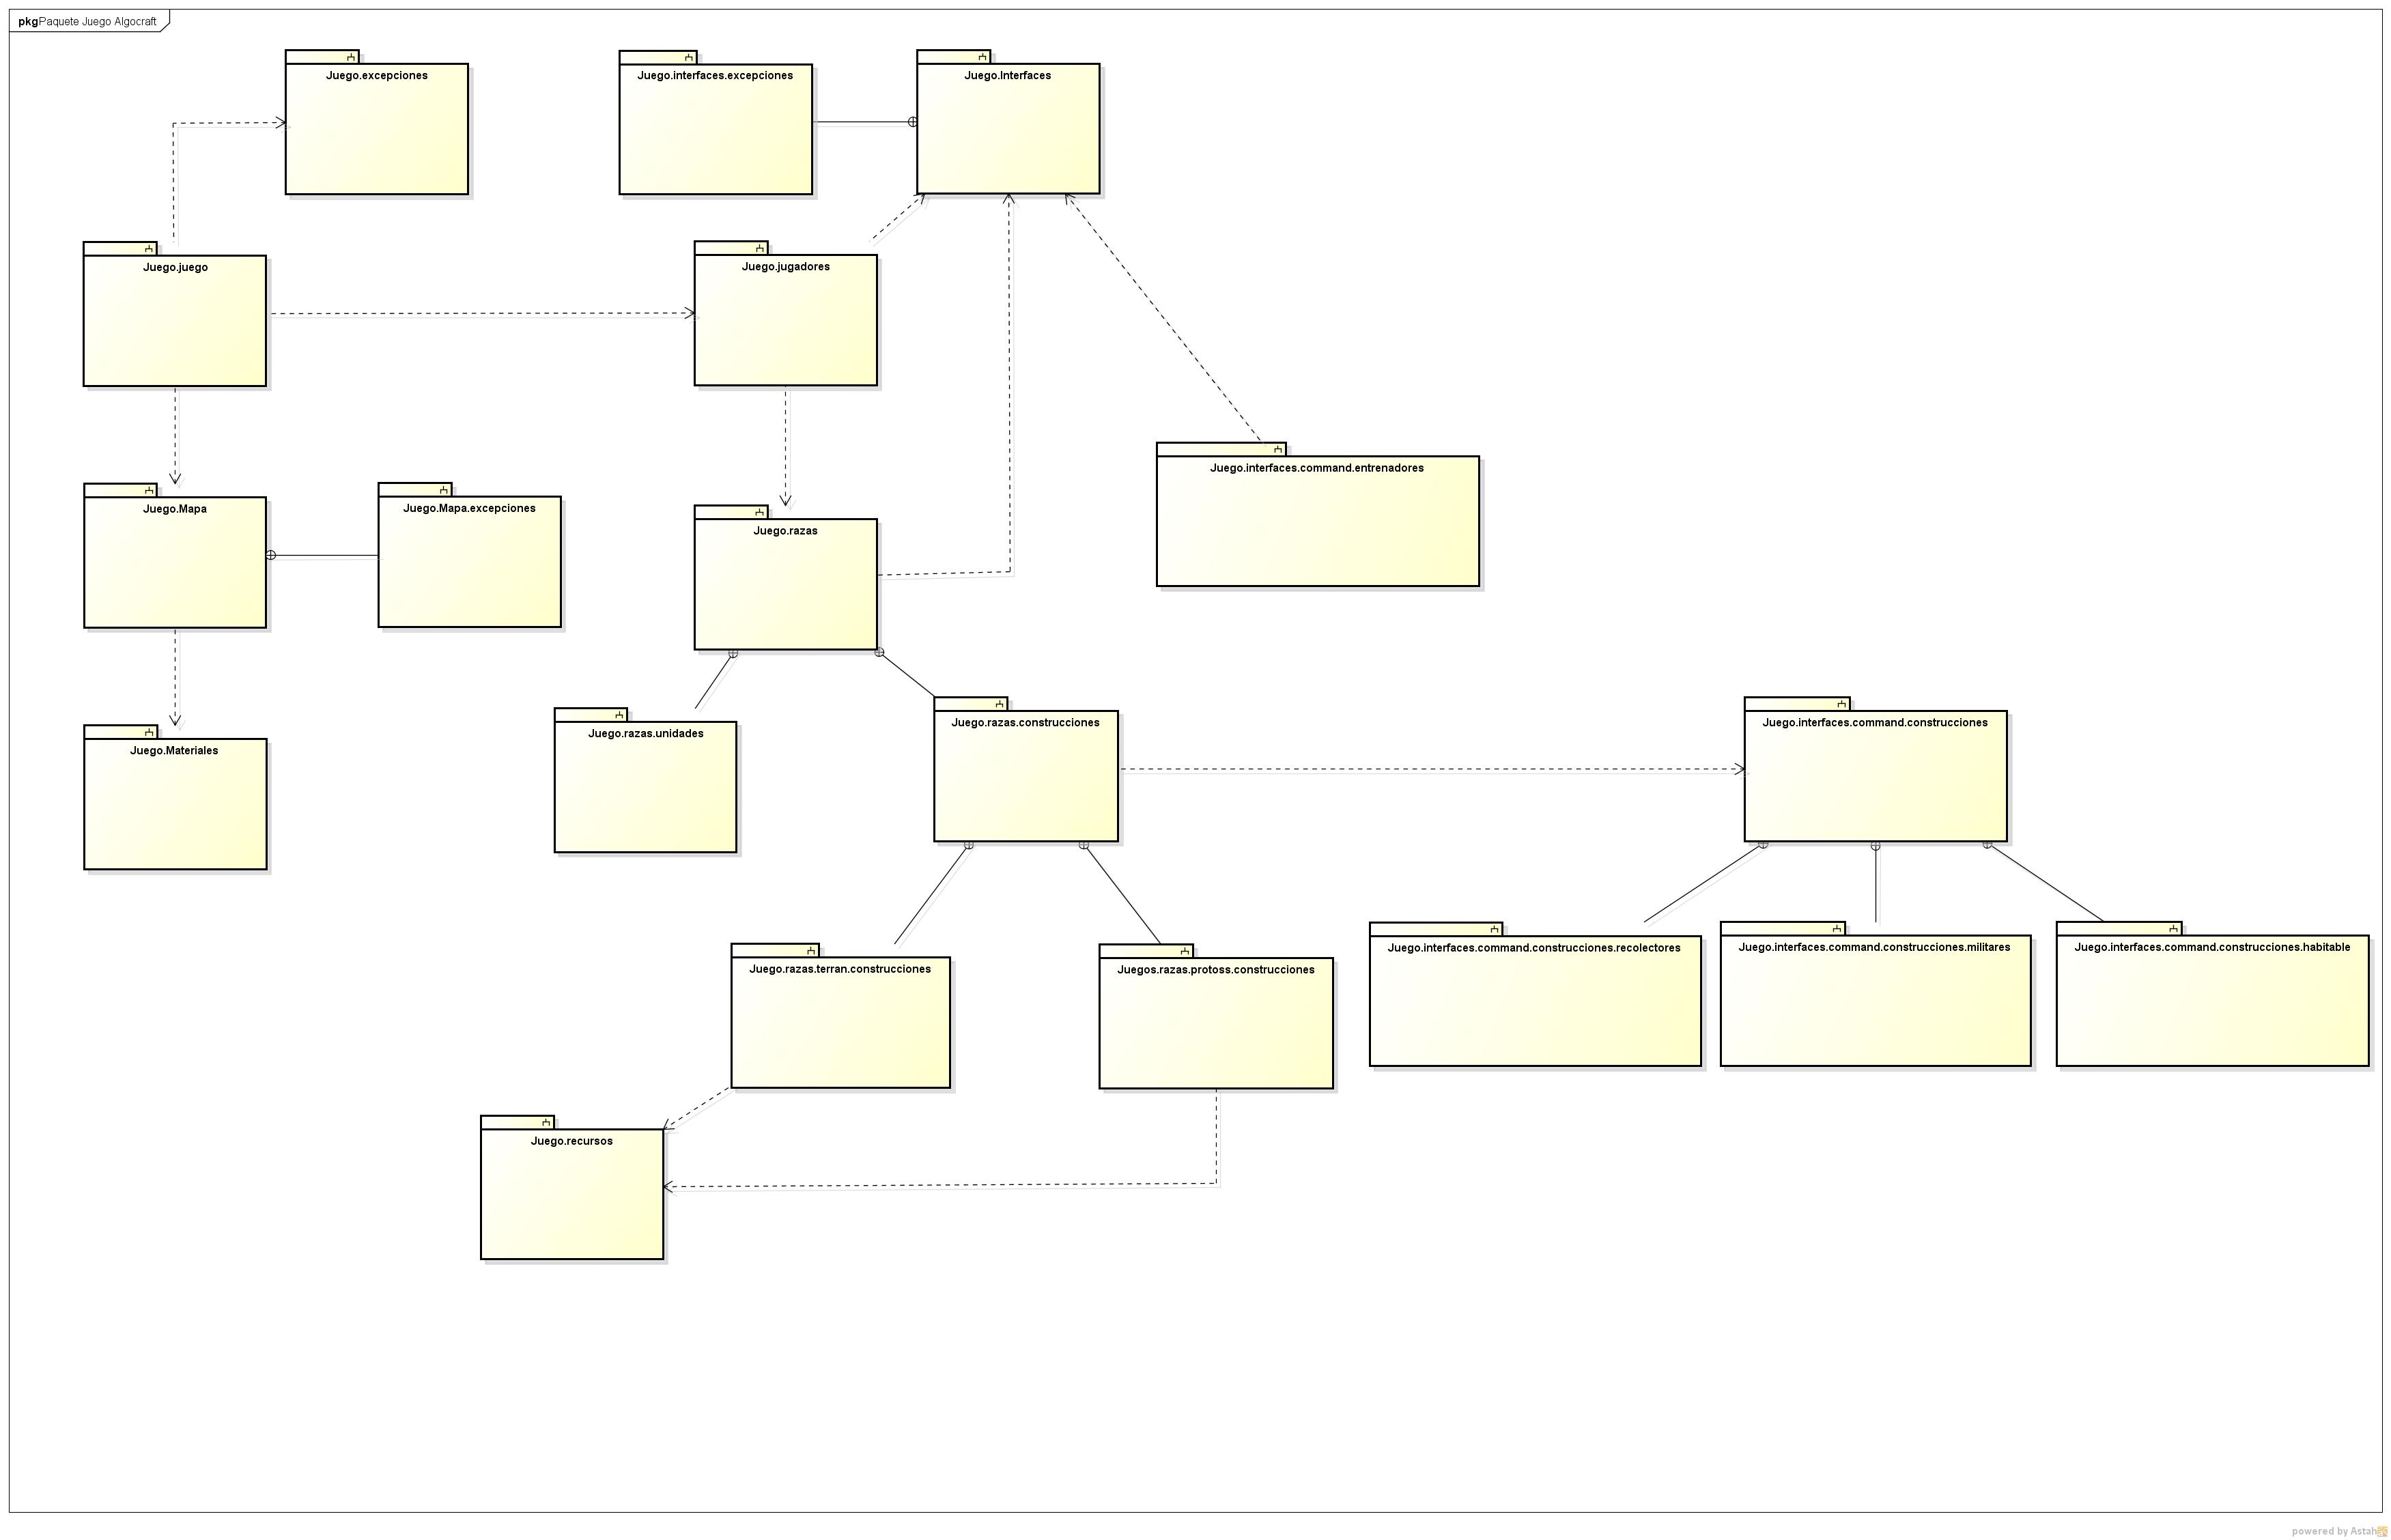 pkg Paquete Juego Algocraft
Juego.excepciones
Juego.interfaces.excepciones
Juego.Interfaces
Juego.juego
Juego.jugadores
Juego.interfaces.command.entrenadores
Juego.Mapa
Juego.Mapa.excepciones
Juego.razas
Juego.Materiales
Juego.razas.unidades
Juego.razas.construcciones
Juego.interfaces.command.construcciones
Juego.razas.terran.construcciones
Juegos.razas.protoss.construcciones
Juego.interfaces.command.construcciones.recolectores
Juego.interfaces.command.construcciones.militares
Juego.interfaces.command.construcciones.habitable
Juego.recursos
powered by Astah